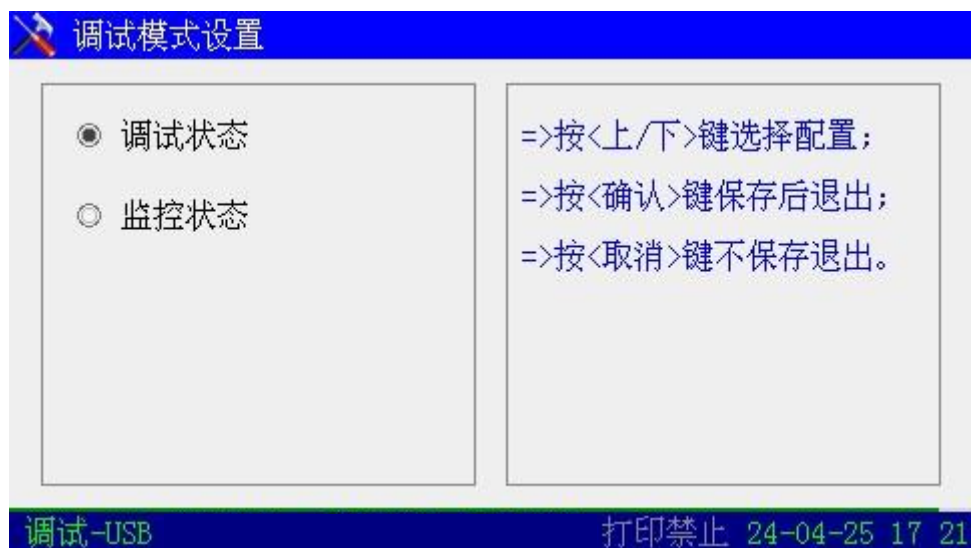 调试模式设置
调试状态
监控状态
=>按<上/下>键选择配置；
=>按<确认>键保存后退出；
=>按<取消>键不保存退出。
调试-USB
打印禁止 24-04-25 17 21